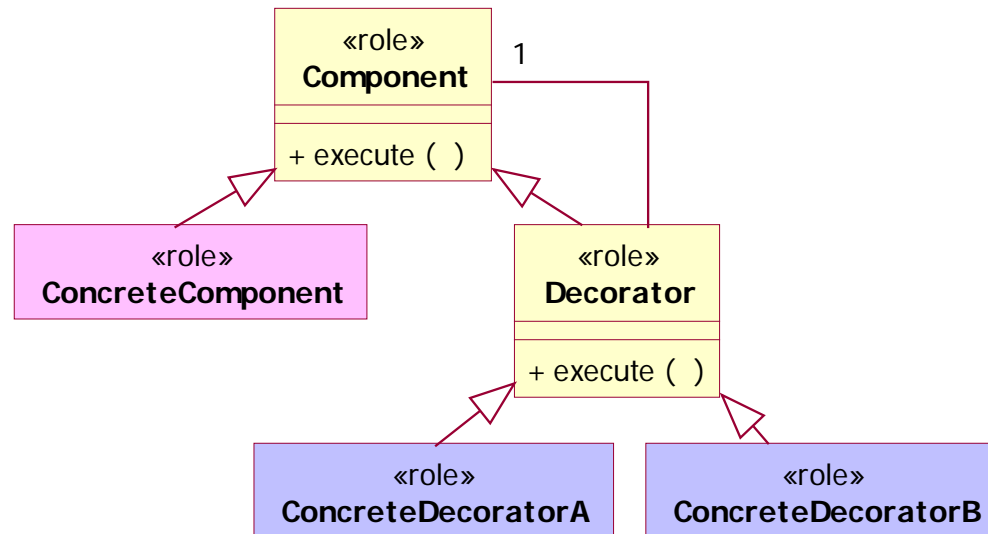 «role»
Component
1
+ execute ( )
«role»
ConcreteComponent
«role»
Decorator
+ execute ( )
«role»
ConcreteDecoratorA
«role»
ConcreteDecoratorB